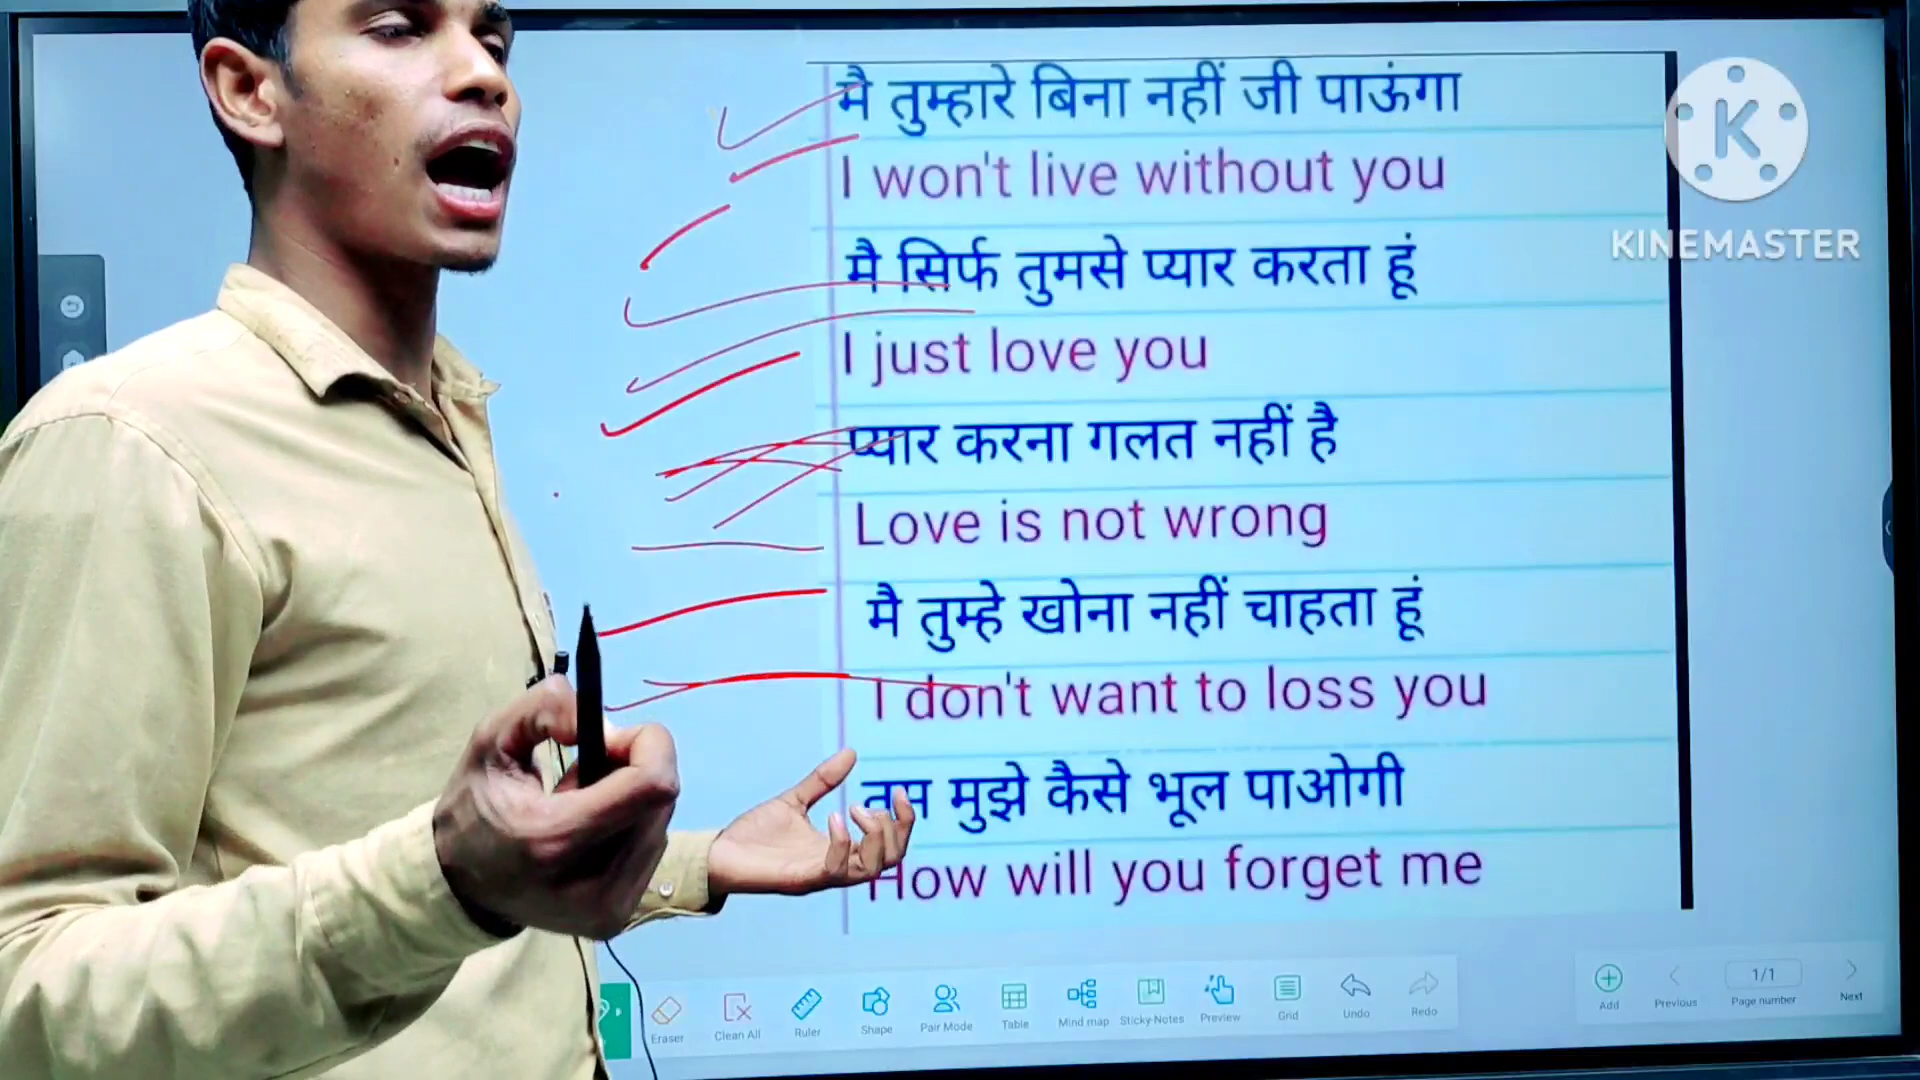 मै तुम्हारे बिना नहीं जी पाऊंगा
I won't live without you
मै सिर्फ तुमसे प्यार करता हूं
I just love you
प्यार करना गलत नहीं है
Love is not wrong
मै तुम्हे खोना नहीं चाहता हूं
I don't want to loss you
तुम मुझे कैसे भूल पाओगी
How will you forget me
K
KINEMASTER
Eraser
Clean All
Ruler
Shape
Pair Mode
Table
Mind map
Sticky Notes
Preview
Grid
Undo
Redo
Add
Previous
1/1
Page number
Next